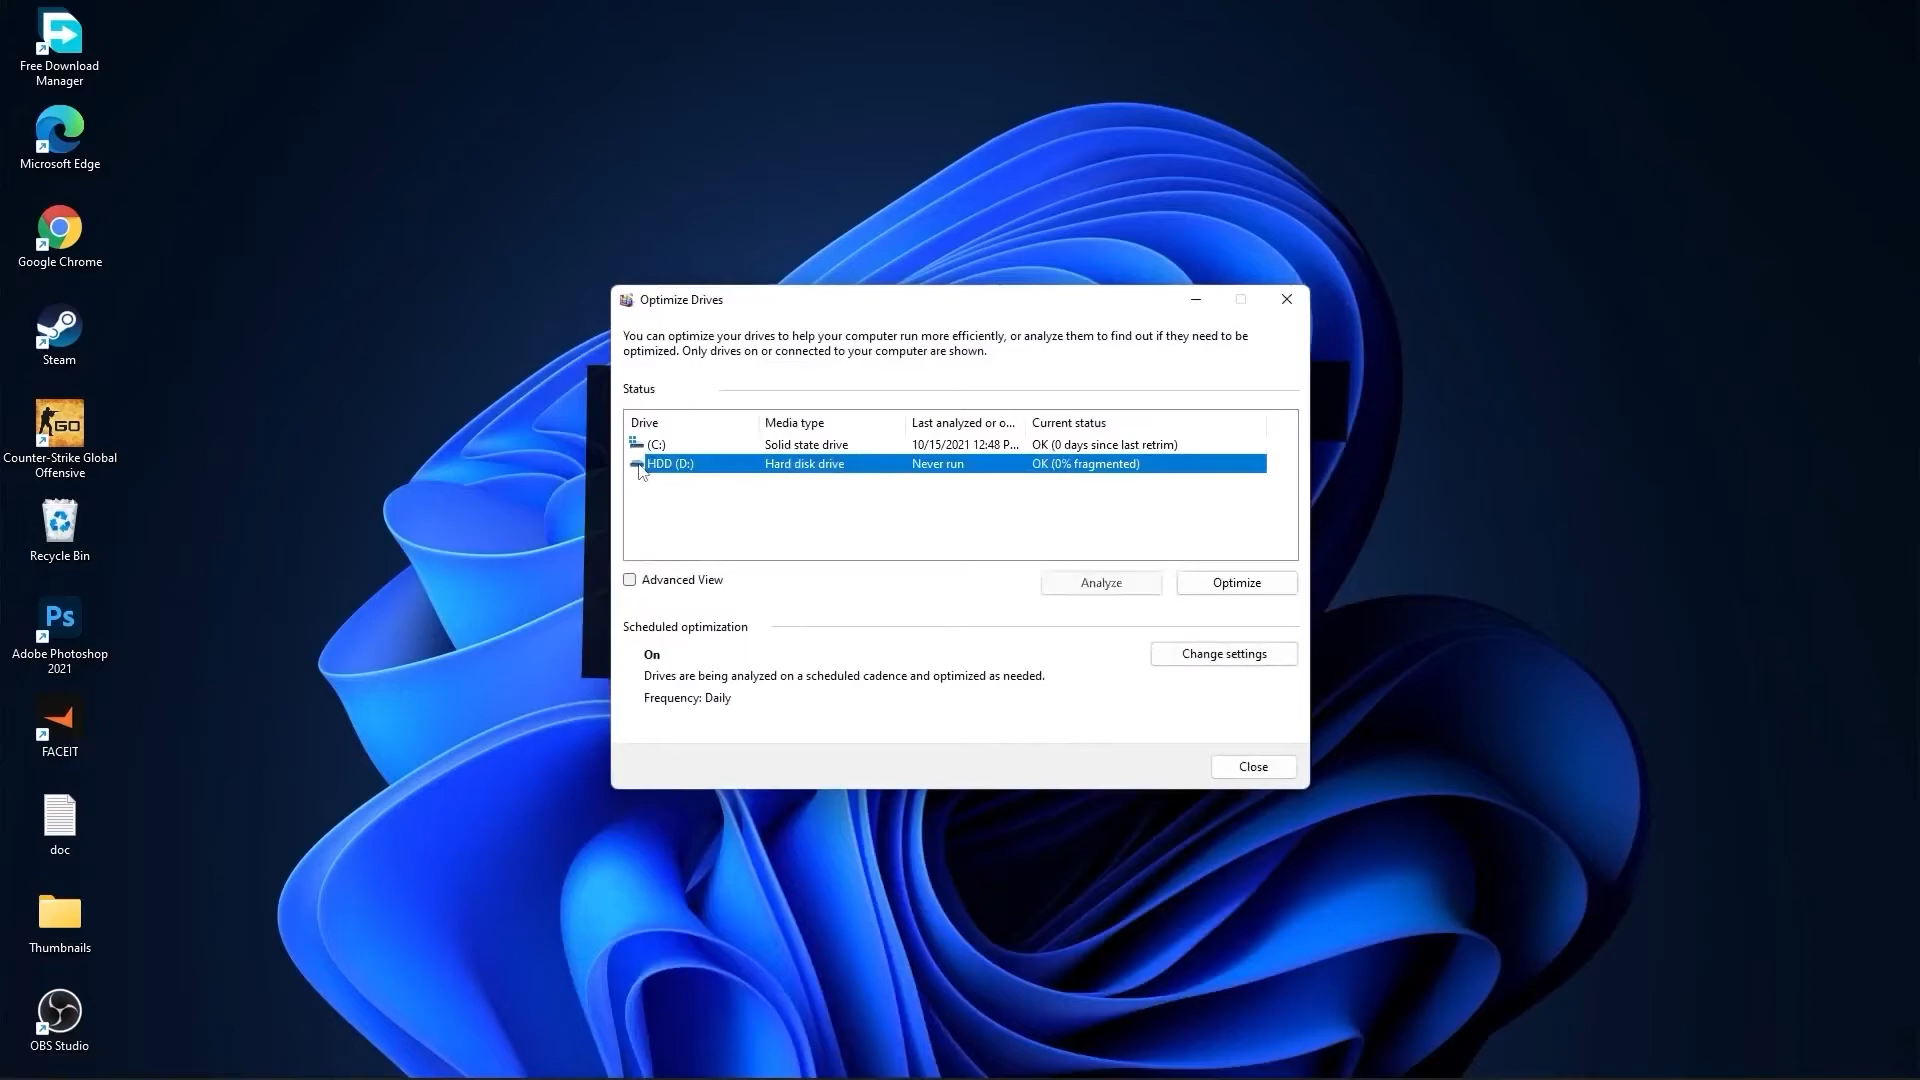 Free Download
Manager
Microsoft Edge
Google Chrome
Steam
GO
Counter-Strike Global
Offensive
Recycle Bin
Ps
Adobe Photoshop
2021
FACEIT
doc
Thumbnails
OBS Studio
Optimize Drives
You can optimize your drives to help your computer run more efficiently, or analyze them to find out if they need to be
optimized. Only drives on or connected to your computer are shown.
Status
Drive Media type Last analyzed or o... Current status
(C:) Solid state drive 10/15/2021 12:48 P... OK (0 days since last retrim)
HDD (D:) Hard disk drive Never run OK (0% fragmented)
Advanced View Analyze Optimize
Scheduled optimization
On Change settings
Drives are being analyzed on a scheduled cadence and optimized as needed.
Frequency: Daily
Close